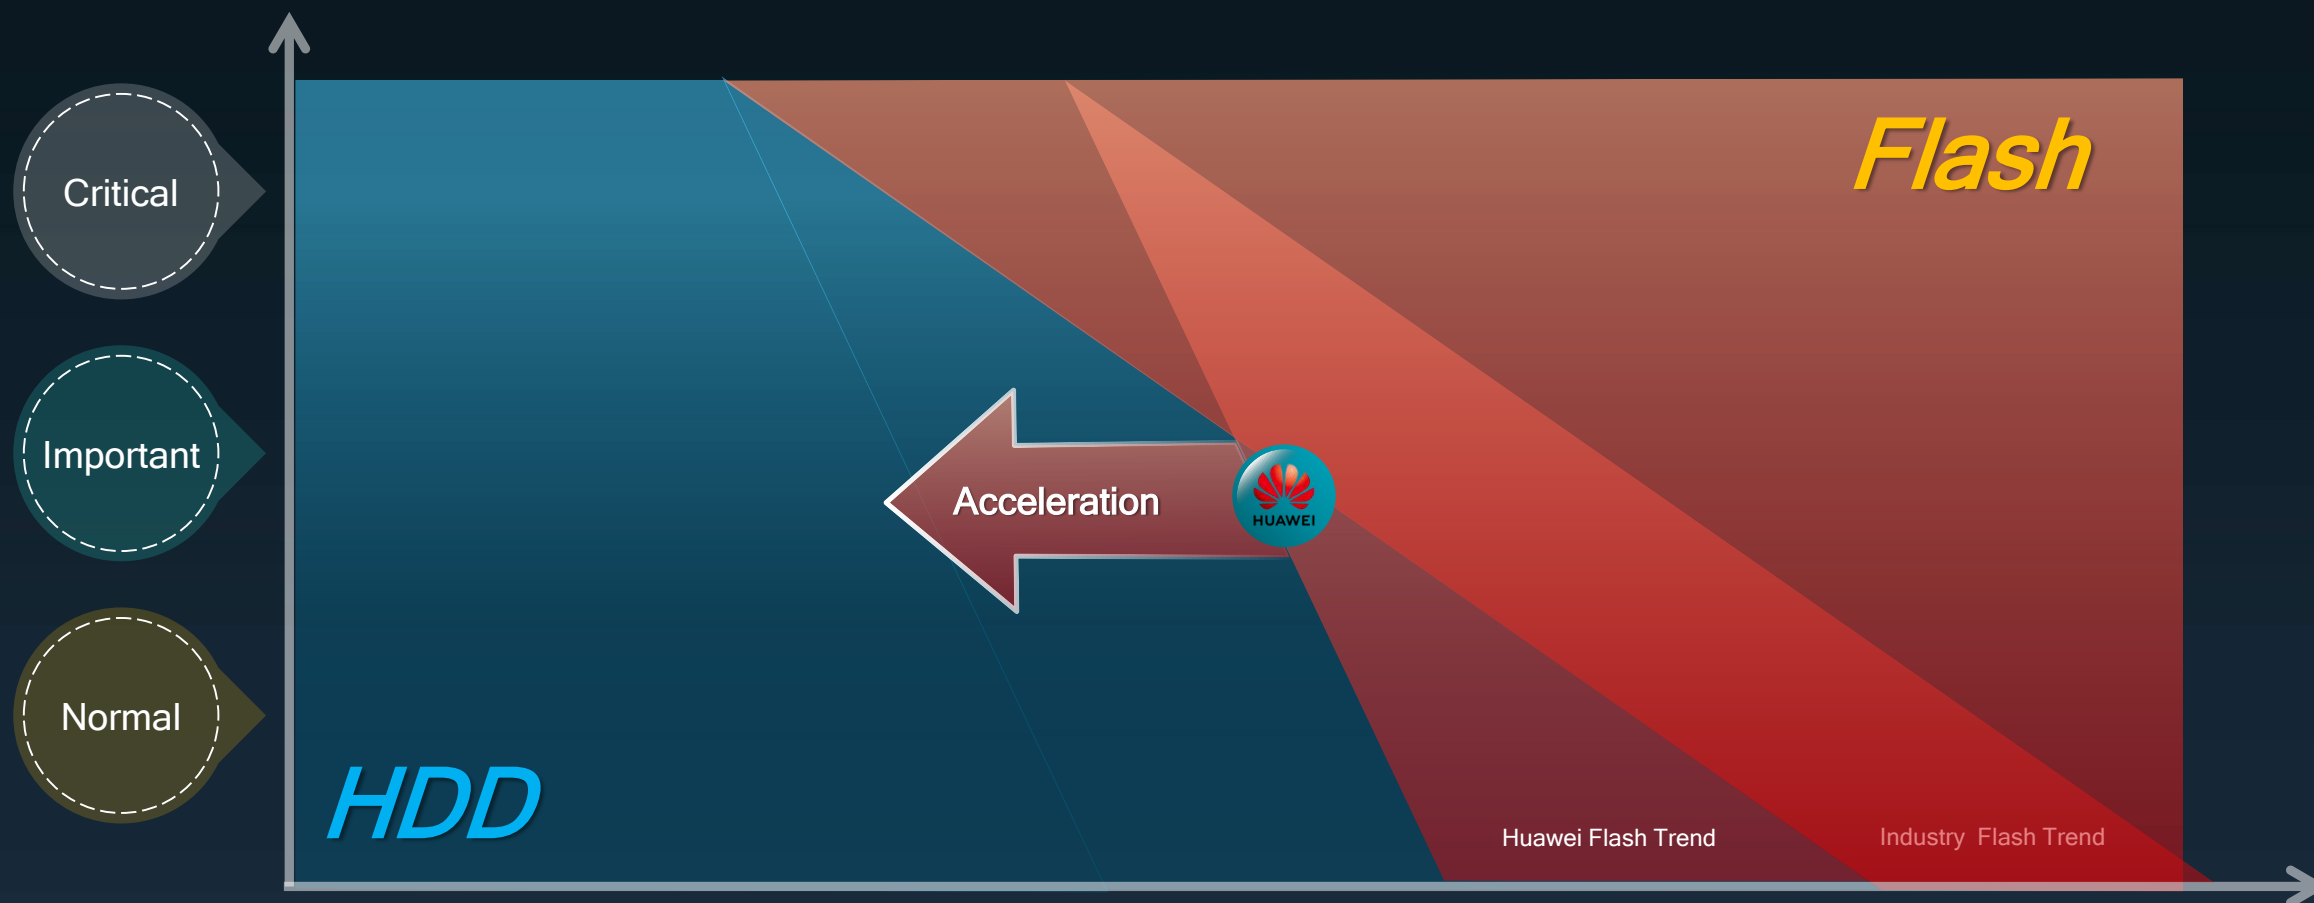 Critical
Flash
Important
Acceleration
HUAWEI
Normal
HDD
Huawei Flash Trend
Industry Flash Trend